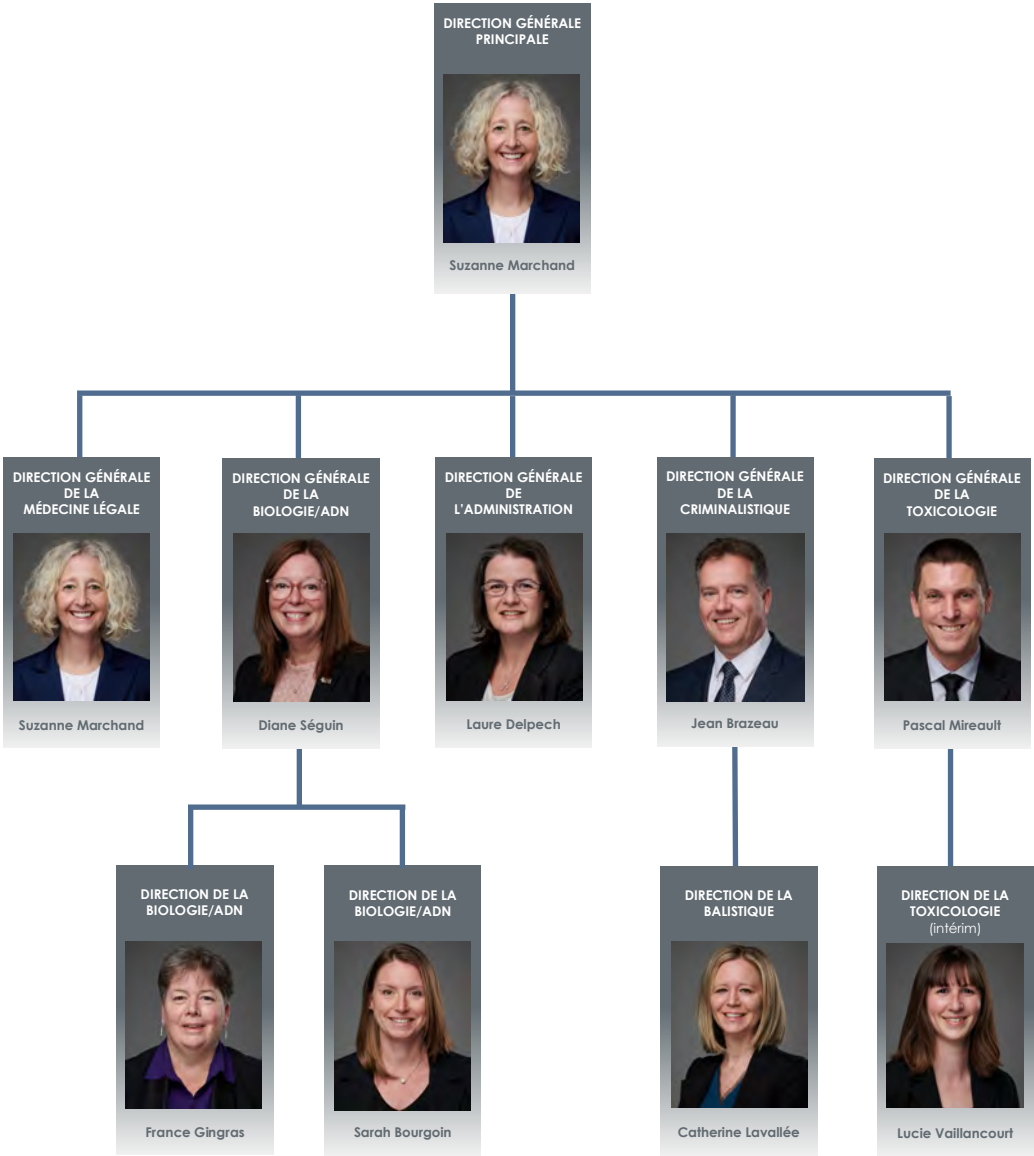 DIRECTION GÉNÉRALE
PRINCIPALE
Suzanne Marchand
DIRECTION GÉNÉRALE
DE LA
MÉDECINE LÉGALE
Suzanne Marchand
DIRECTION GÉNÉRALE
DE LA
BIOLOGIE/ADN
Diane Séguin
DIRECTION GÉNÉRALE
DE
L'ADMINISTRATION
Laure Delpech
DIRECTION GÉNÉRALE
DE LA
CRIMINALISTIQUE
Jean Brazeau
DIRECTION GÉNÉRALE
DE LA
TOXICOLOGIE
Pascal Mireault
DIRECTION DE LA
BIOLOGIE/ADN
France Gingras
DIRECTION DE LA
BIOLOGIE/ADN
Sarah Bourgoin
DIRECTION DE LA
BALISTIQUE
Catherine Lavallée
DIRECTION DE LA
TOXICOLOGIE
(intérim)
Lucie Vaillancourt